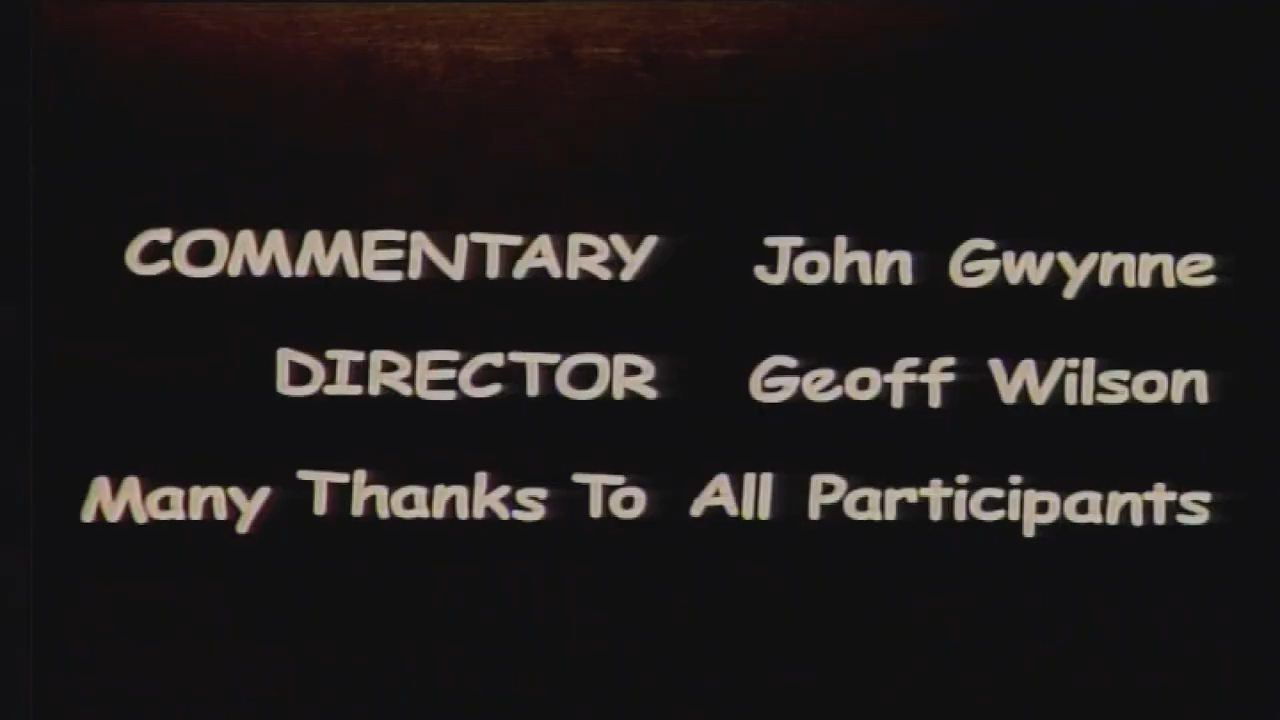 COMMENTARY John Gwynne
DIRECTOR Geoff Wilson
Many Thanks To All Participants